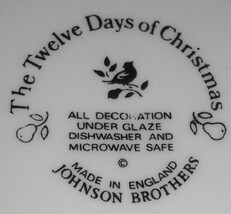 The Twelve Days of Christmas
ALL DECORATION
UNDER GLAZE
DISHWASHER AND
MICROWAVE SAFE
©
MADE IN ENGLAND
JOHNSON BROTHERS